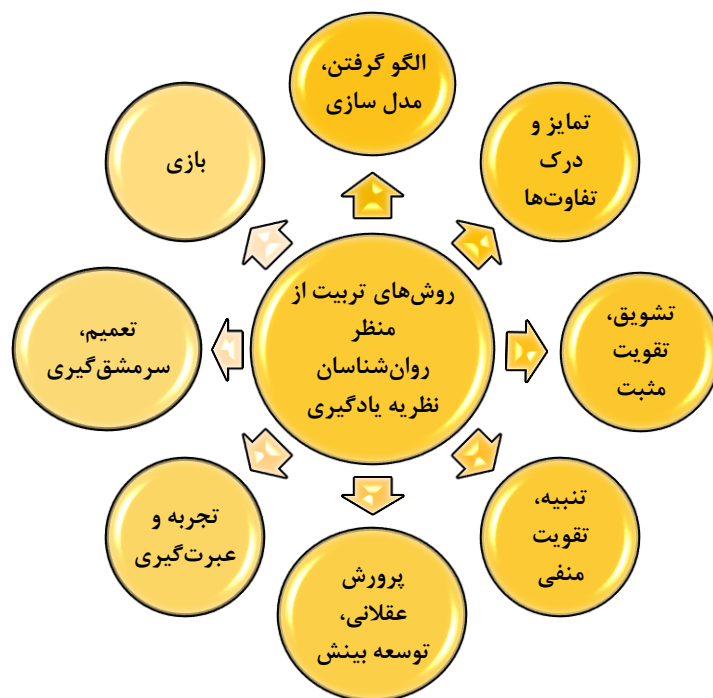 الگو گرفتن،
مدل سازی
تمایز و
درک
تفاوت‌ها
تشویق،
تقویت
مثبت
تنبیه،
تقویت
منفی
پرورش
عقلانی،
توسعه بینش
تجربه و
عبرت‌گیری
تعمیم،
سرمشق‌گیری
بازی
روش‌های تربیت از
منظر
روان‌شناسان
نظریه یادگیری